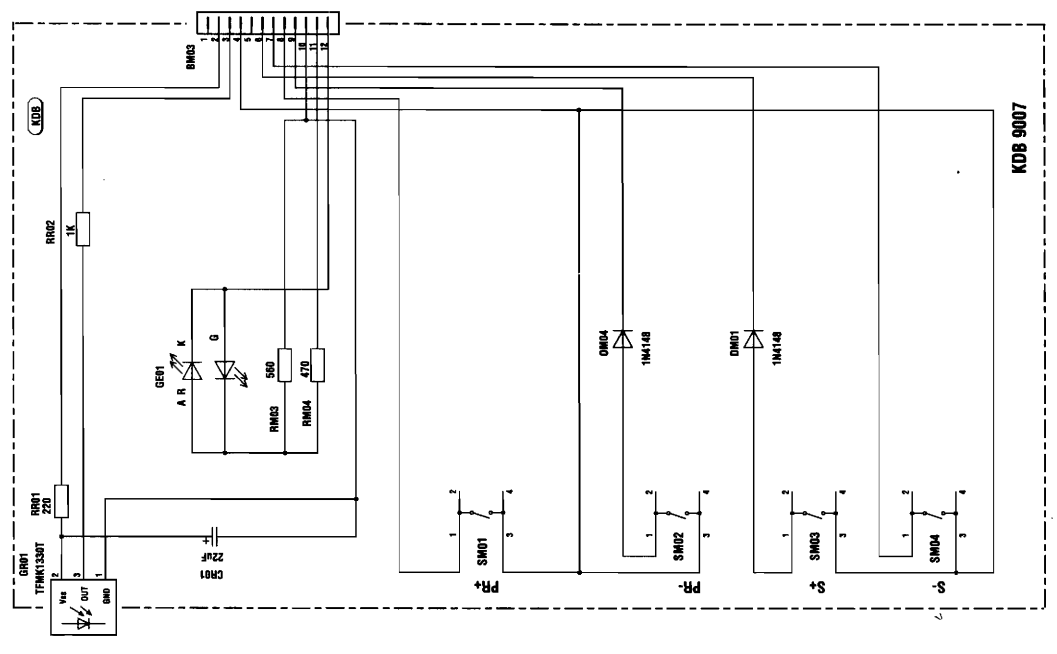 1
2
3
4
5
6
7
8
9
10
11
12
BM03
KDB
KDB 9007
RR02
1K
GE01
A R
K
G
560
RM03
470
RM04
DM04
1N4148
DM01
1N4148
RR01
220
GR01
TFMK1330T
2
3
1
Vss
OUT
GND
+
22uF
CR01
1
2
3
4
SM01
PR+
1
2
3
4
SM02
PR-
1
2
3
4
SM03
S+
1
2
3
4
SM04
S-